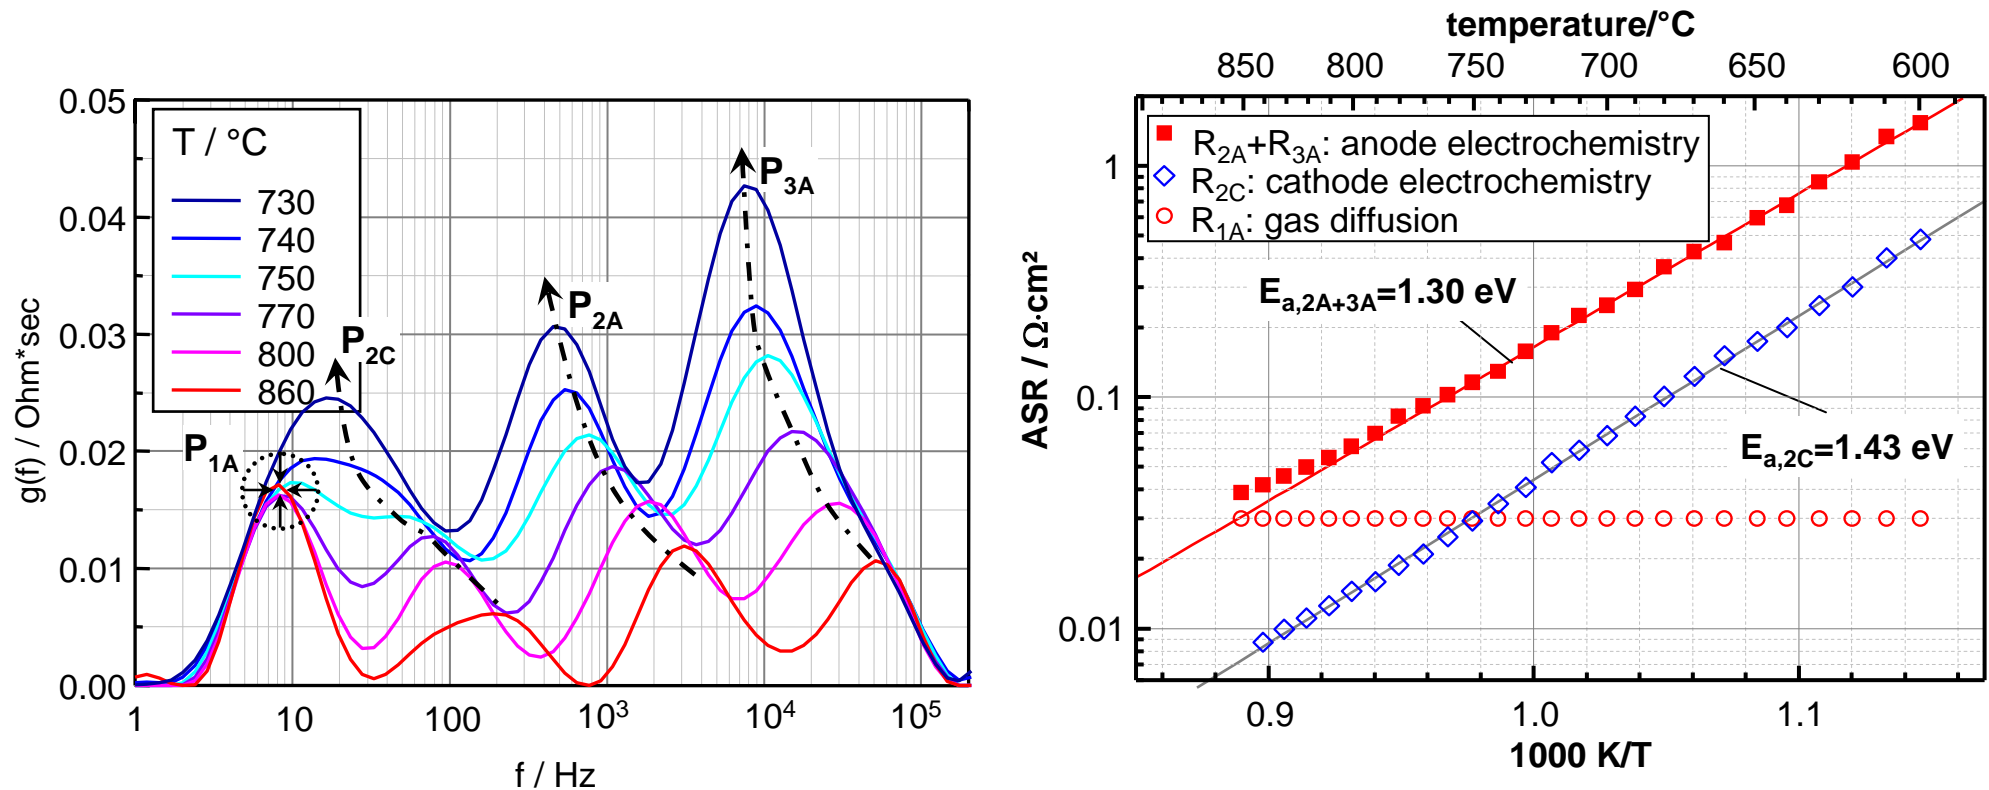 0.05
0.04
0.03
0.02
0.01
0.00
g(f) / Ohm*sec
T / °C
730
740
750
770
800
860
P1A
P2C
P2A
P3A
1 10 100 10³ 10⁴ 10⁵
f / Hz
temperature/°C
850 800 750 700 650 600
R2A+R3A: anode electrochemistry
R2C: cathode electrochemistry
R1A: gas diffusion
1
0.1
0.01
ASR / Ω·cm²
Ea,2A+3A=1.30 eV
Ea,2C=1.43 eV
0.9 1.0 1.1
1000 K/T